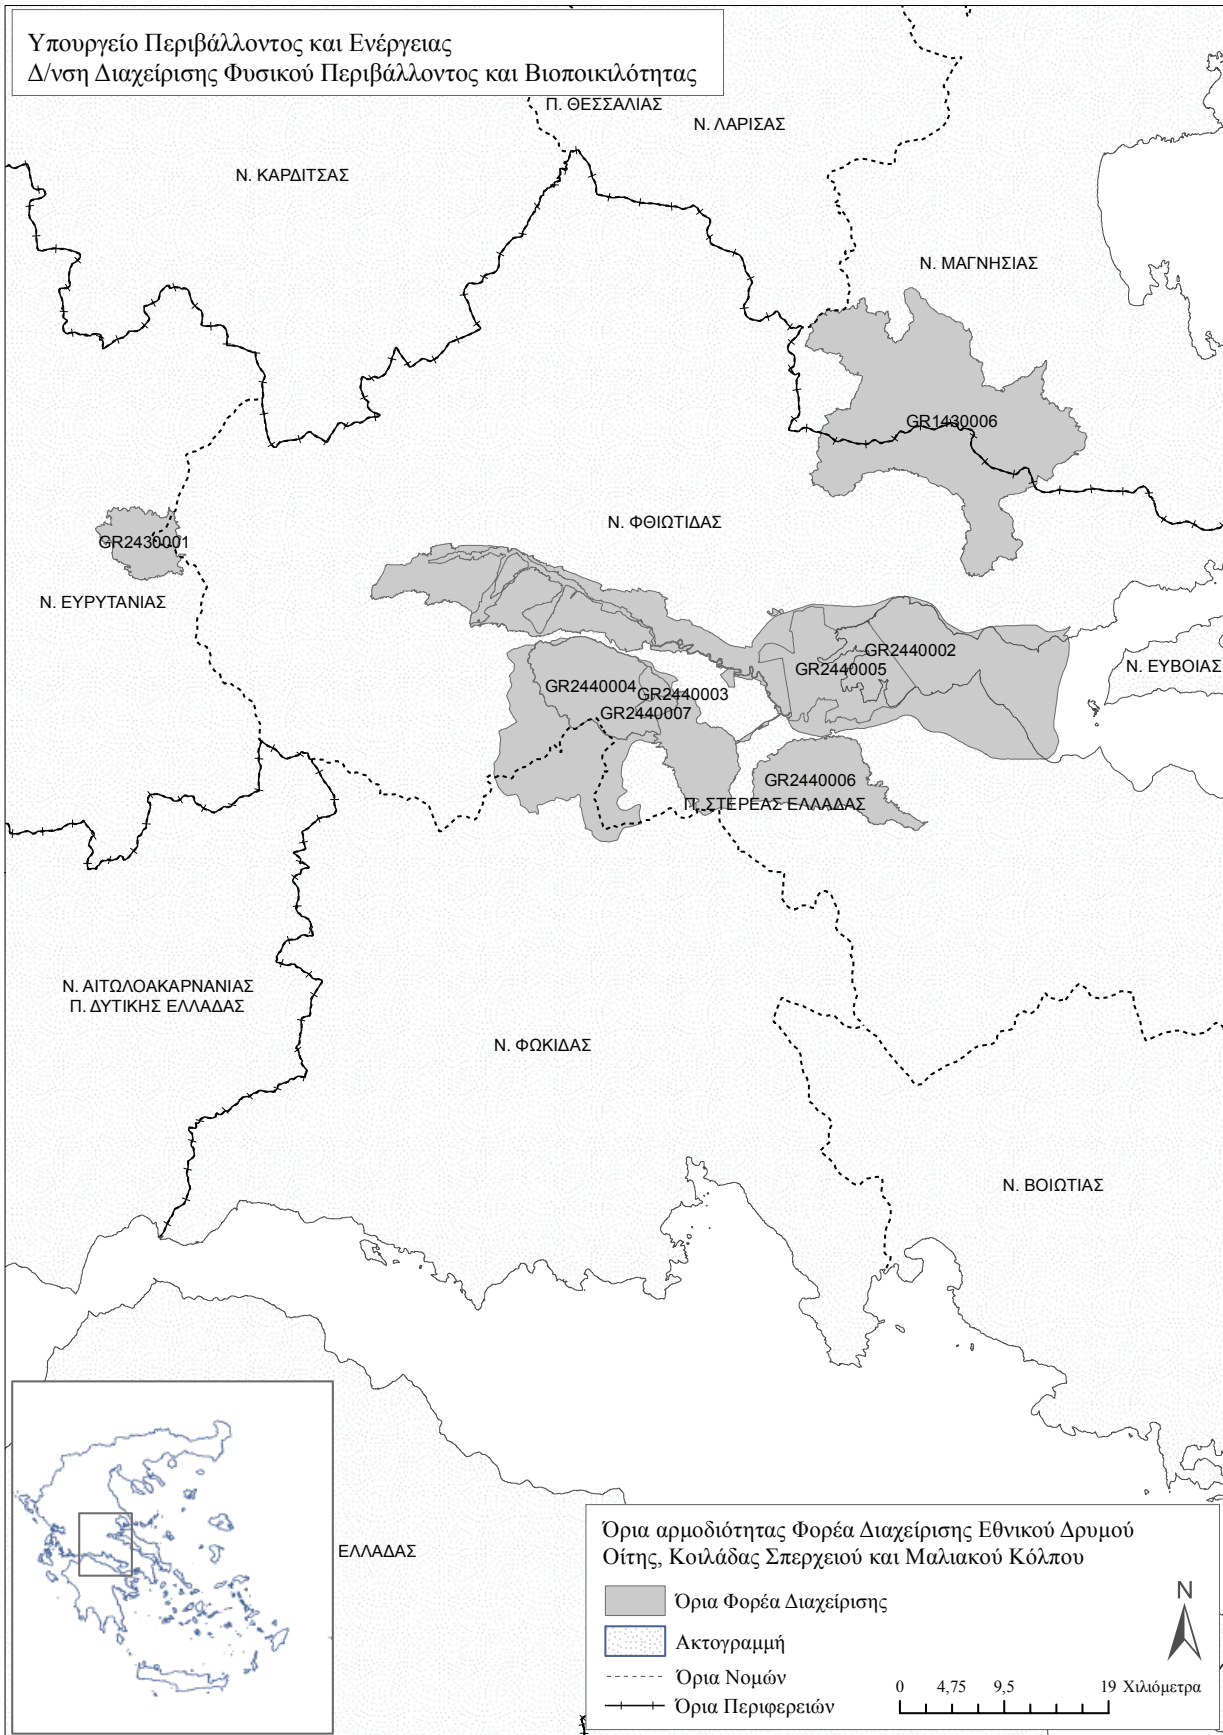 Υπουργείο Περιβάλλοντος και Ενέργειας
Δ/νση Διαχείρισης Φυσικού Περιβάλλοντος και Βιοποικιλότητας
Π. ΘΕΣΣΑΛΙΑΣ
Ν. ΛΑΡΙΣΑΣ
Ν. ΚΑΡΔΙΤΣΑΣ
Ν. ΜΑΓΝΗΣΙΑΣ
GR1430006
Ν. ΦΘΙΩΤΙΔΑΣ
GR2430001
Ν. ΕΥΡΥΤΑΝΙΑΣ
GR2440002
GR2440005
Ν. ΕΥΒΟΙΑΣ
GR2440004
GR2440003
GR2440007
GR2440006
Π. ΣΤΕΡΕΑΣ ΕΛΛΑΔΑΣ
Ν. ΑΙΤΩΛΟΑΚΑΡΝΑΝΙΑΣ
Π. ΔΥΤΙΚΗΣ ΕΛΛΑΔΑΣ
Ν. ΦΩΚΙΔΑΣ
Ν. ΒΟΙΩΤΙΑΣ
ΕΛΛΑΔΑΣ
Όρια αρμοδιότητας Φορέα Διαχείρισης Εθνικού Δρυμού
Οίτης, Κοιλάδας Σπερχειού και Μαλιακού Κόλπου
Όρια Φορέα Διαχείρισης
Ακτογραμμή
Όρια Νομών
Όρια Περιφερειών
N
0 4,75 9,5 19 Χιλιόμετρα